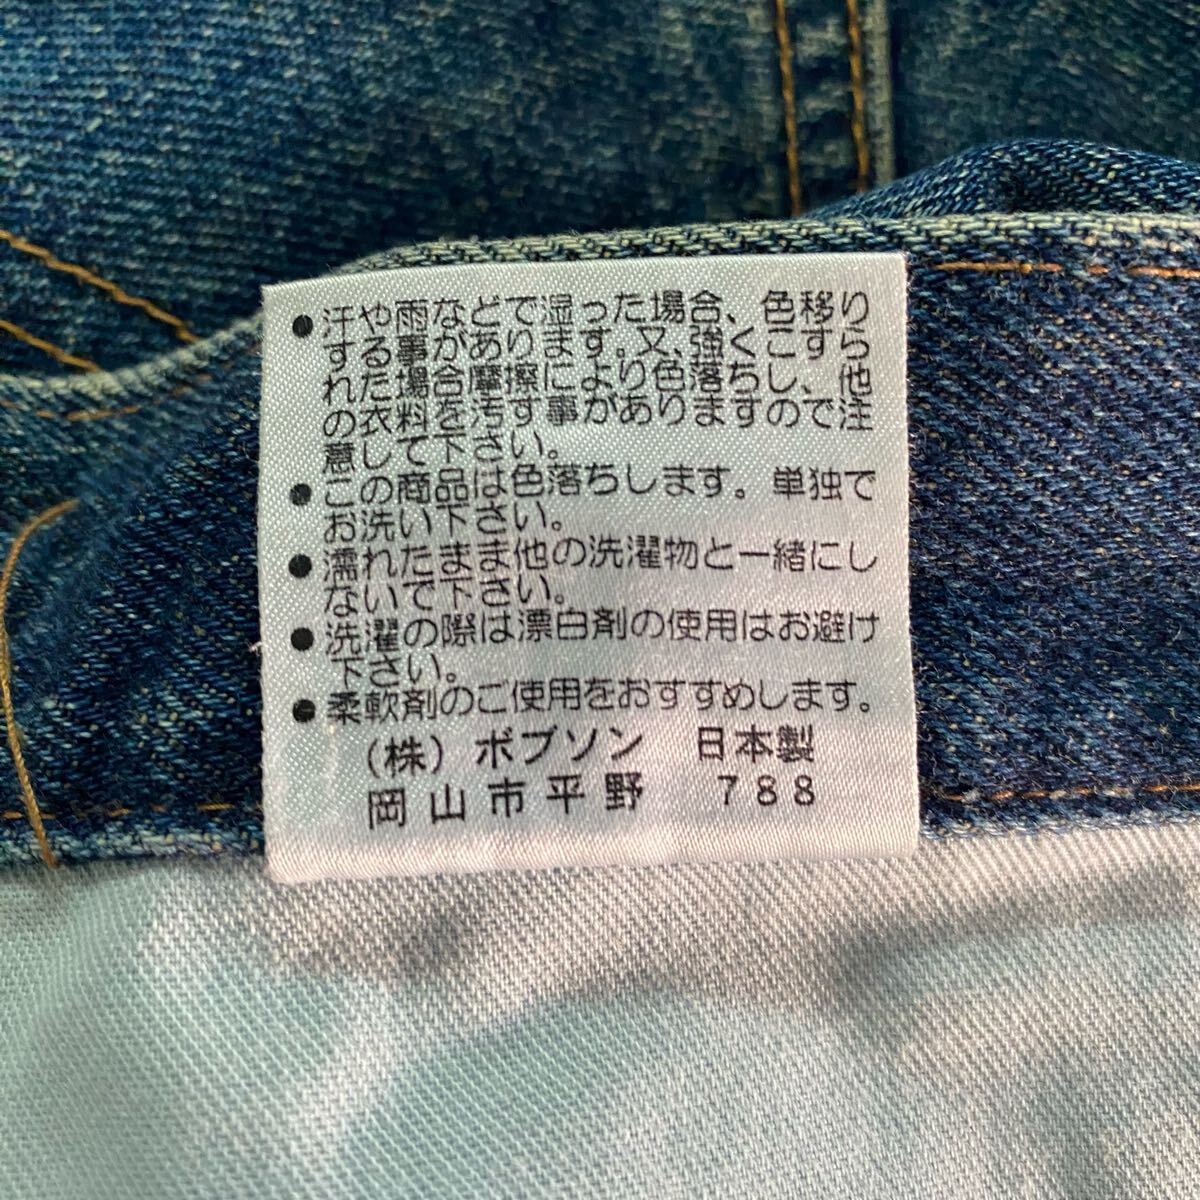 ●汗や雨などで湿った場合、色移り
する事があります。又、強くこすら
れた場合摩擦により色落ちし、他
の衣料を汚す事がありますので注
意して下さい。
●この商品は色落ちします。単独で
お洗い下さい。
●濡れたまま他の洗濯物と一緒にし
ないで下さい。
●洗濯の際は漂白剤の使用はお避け
下さい。
●柔軟剤のご使用をおすすめします。
(株) ボブソン 日本製
岡山市平野 788